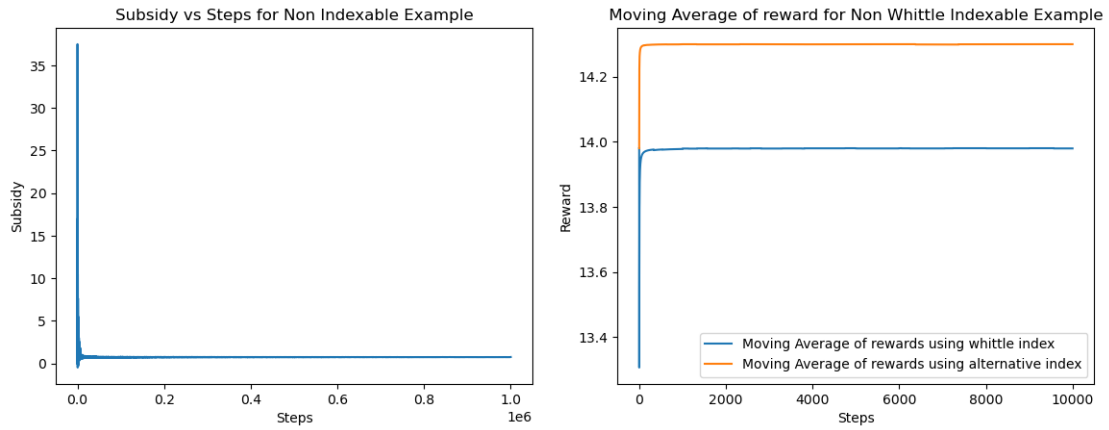 Subsidy vs Steps for Non Indexable Example
35
30
25
20
15
10
5
0
Subsidy
0.0 0.2 0.4 0.6 0.8 1.0
1e6
Steps
Moving Average of reward for Non Whittle Indexable Example
14.2
14.0
13.8
13.6
13.4
Reward
Moving Average of rewards using whittle index
Moving Average of rewards using alternative index
0 2000 4000 6000 8000 10000
Steps